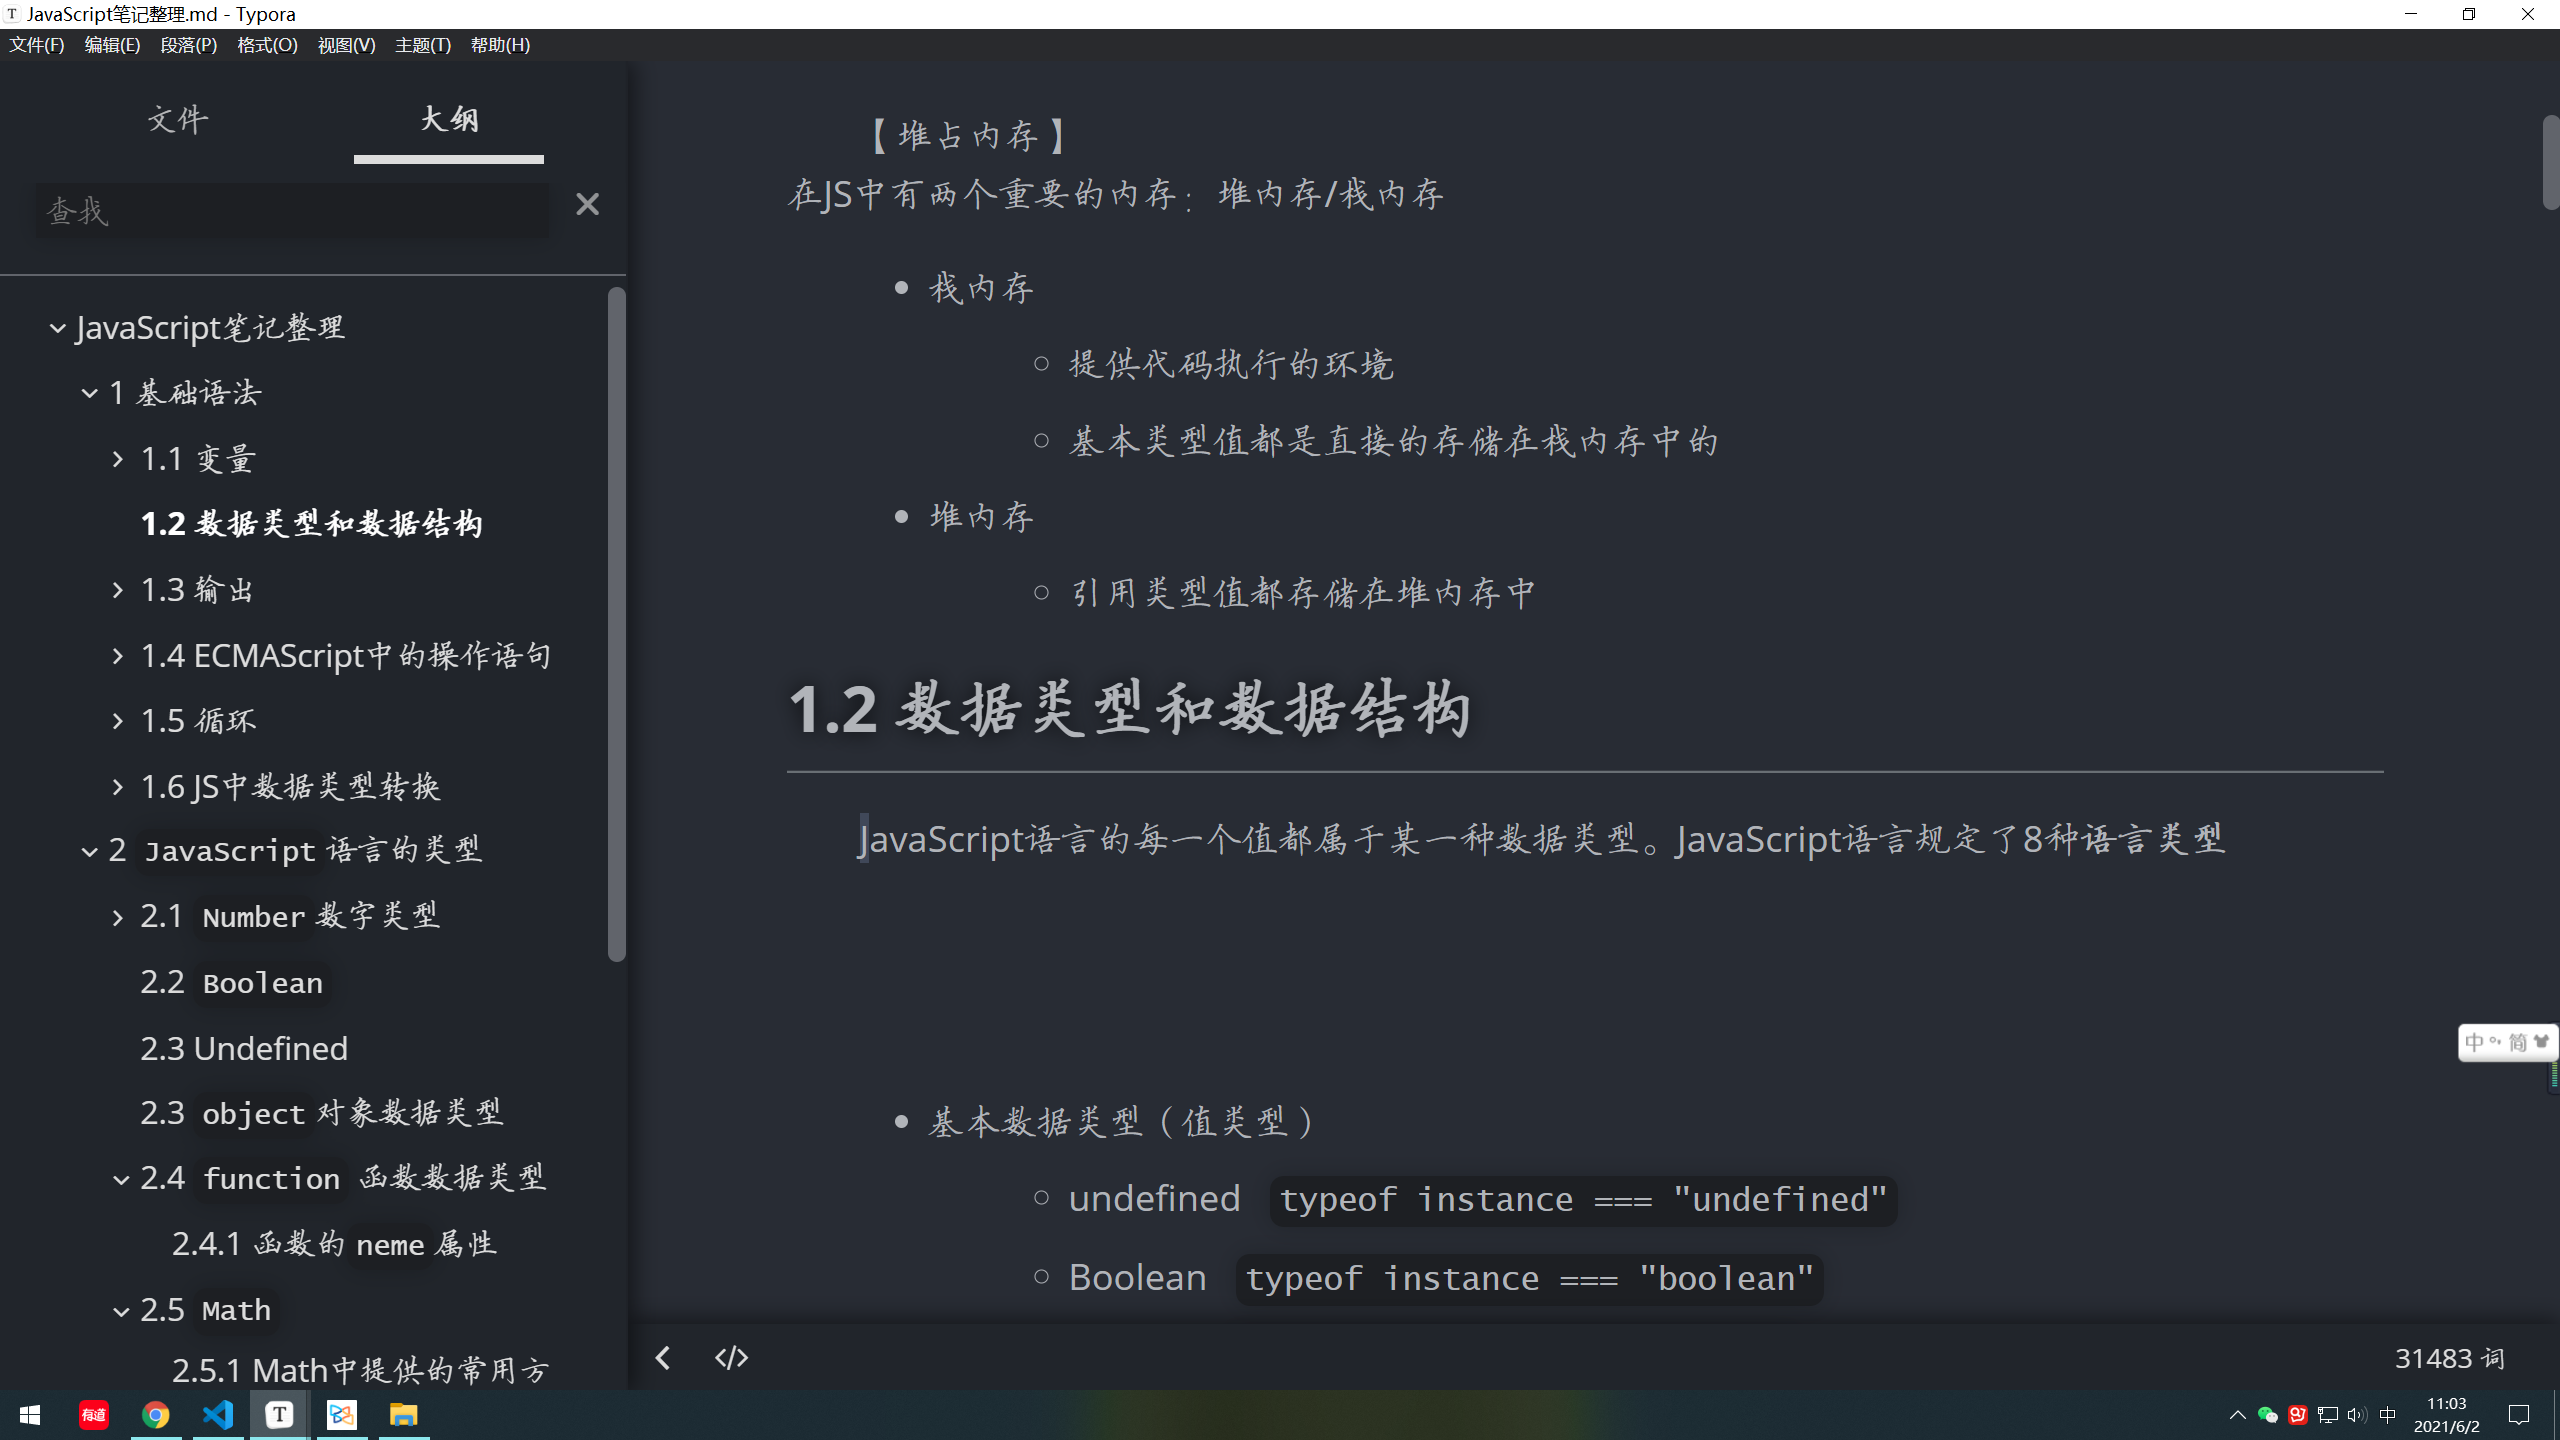 JavaScript笔记整理.md - Typora
文件(F) 编辑(E) 段落(P) 格式(O) 视图(V) 主题(T) 帮助(H)
文件 大纲
查找
JavaScript笔记整理
1 基础语法
1.1 变量
1.2 数据类型和数据结构
1.3 输出
1.4 ECMAScript中的操作语句
1.5 循环
1.6 JS中数据类型转换
2 JavaScript 语言的类型
2.1 Number 数字类型
2.2 Boolean
2.3 Undefined
2.3 object 对象数据类型
2.4 function 函数数据类型
2.4.1 函数的 neme 属性
2.5 Math
2.5.1 Math中提供的常用方
【堆占内存】
在JS中有两个重要的内存：堆内存/栈内存
栈内存
提供代码执行的环境
基本类型值都是直接的存储在栈内存中的
堆内存
引用类型值都存储在堆内存中
1.2 数据类型和数据结构
JavaScript语言的每一个值都属于某一种数据类型。JavaScript语言规定了8种语言类型
基本数据类型（值类型）
undefined typeof instance === "undefined"
Boolean typeof instance === "boolean"
中 简
31483 词
有道 T 中
11:03
2021/6/2